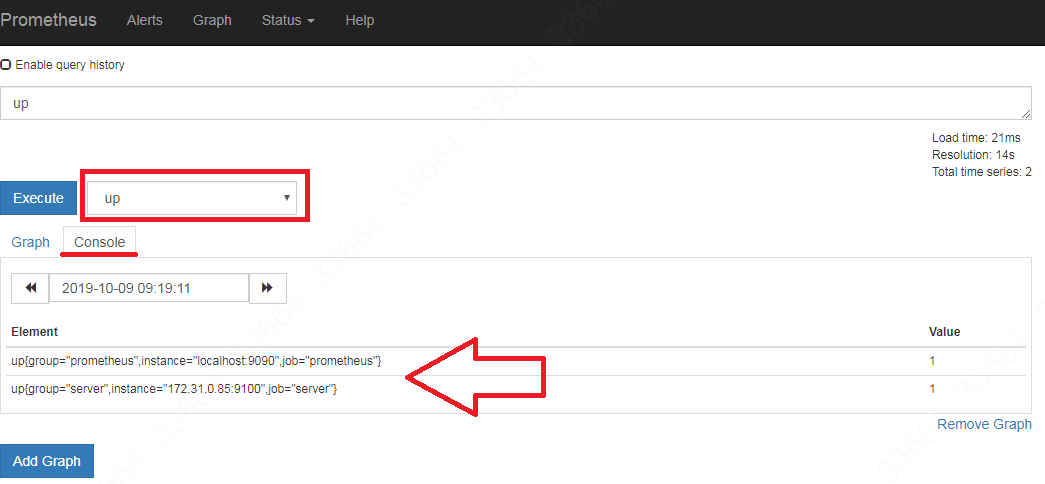 Prometheus Alerts Graph Status Help
Enable query history
up
Load time: 21ms
Resolution: 14s
Total time series: 2
Execute up
Graph Console
2019-10-09 09:19:11
Element Value
up{group="prometheus",instance="localhost:9090",job="prometheus"} 1
up{group="server",instance="172.31.0.85:9100",job="server"} 1
Remove Graph
Add Graph